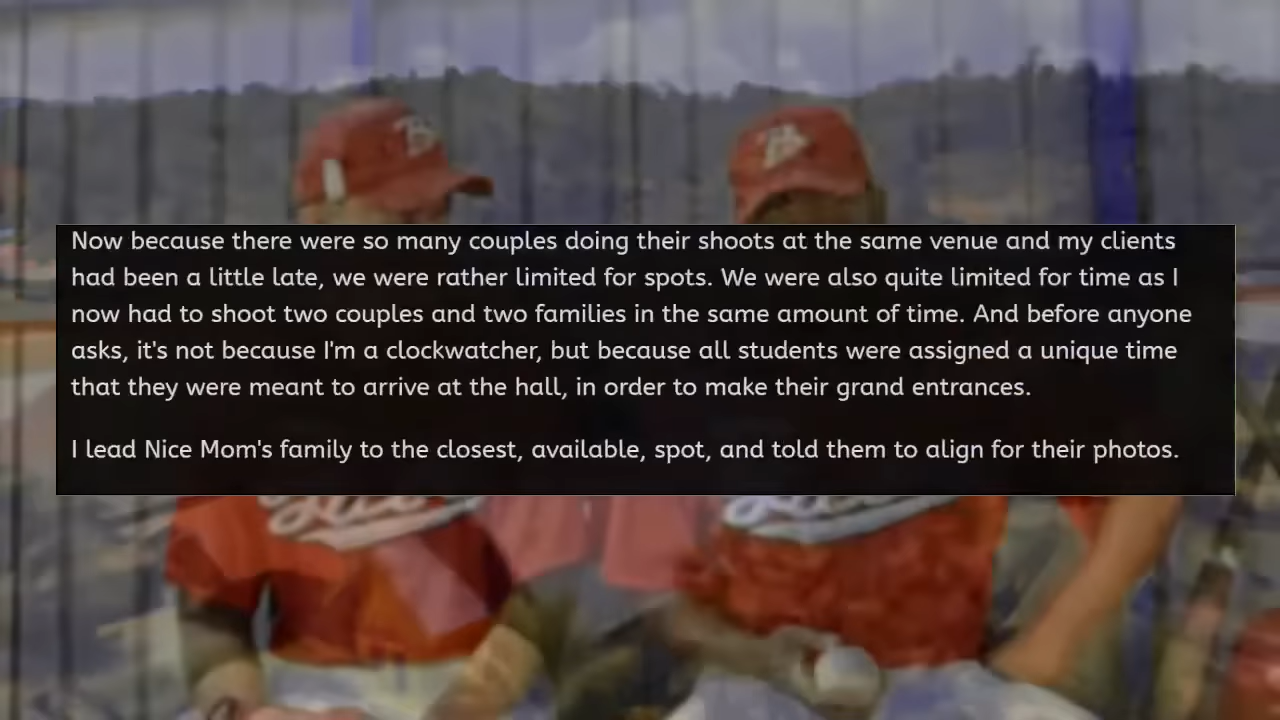 Now because there were so many couples doing their shoots at the same venue and my clients
had been a little late, we were rather limited for spots. We were also quite limited for time as I
now had to shoot two couples and two families in the same amount of time. And before anyone
asks, it's not because I'm a clockwatcher, but because all students were assigned a unique time
that they were meant to arrive at the hall, in order to make their grand entrances.
I lead Nice Mom's family to the closest, available, spot, and told them to align for their photos.